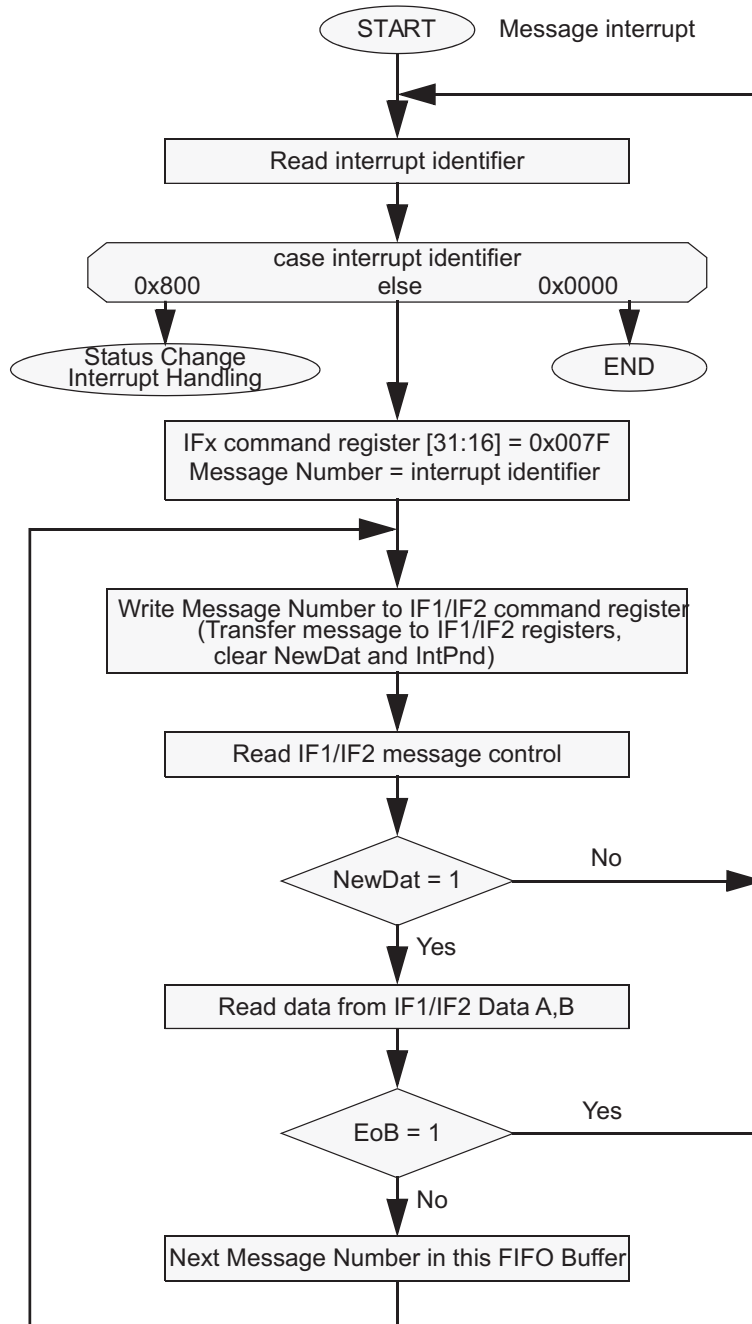 START
Message interrupt
Read interrupt identifier
case interrupt identifier
0x800 else 0x0000
Status Change
Interrupt Handling
END
IFx command register [31:16] = 0x007F
Message Number = interrupt identifier
Write Message Number to IF1/IF2 command register
(Transfer message to IF1/IF2 registers,
clear NewDat and IntPnd)
Read IF1/IF2 message control
NewDat = 1
No
Yes
Read data from IF1/IF2 Data A,B
EoB = 1
Yes
No
Next Message Number in this FIFO Buffer